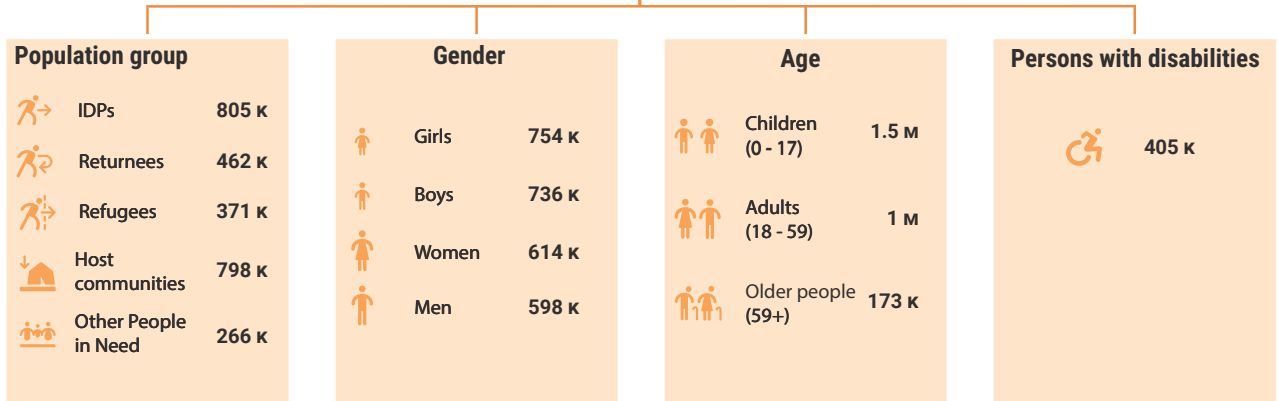 Population group
IDPs 805 K
Returnees 462 K
Refugees 371 K
Host
communities 798 K
Other People
in Need 266 K
Gender
Girls 754 K
Boys 736 K
Women 614 K
Men 598 K
Age
Children
(0 - 17) 1.5 M
Adults
(18 - 59) 1 M
Older people
(59+) 173 K
Persons with disabilities
405 K